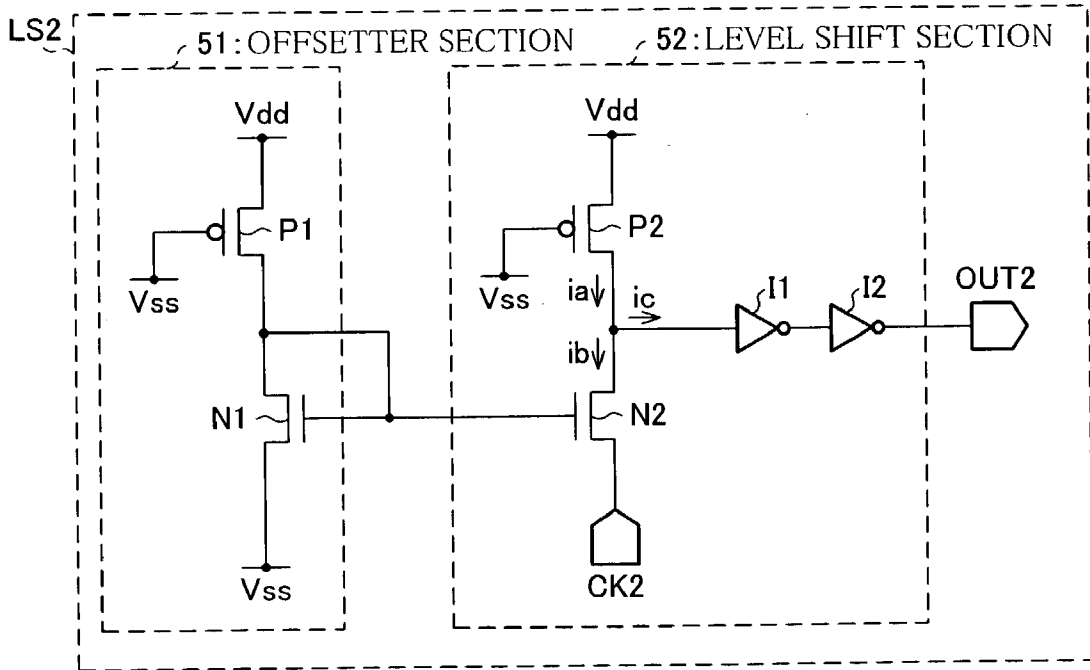 LS2
51:OFFSETTER SECTION
52:LEVEL SHIFT SECTION
Vdd
Vdd
P1
P2
Vss
Vss
ia
ic
I1
I2
OUT2
ib
N1
N2
Vss
CK2